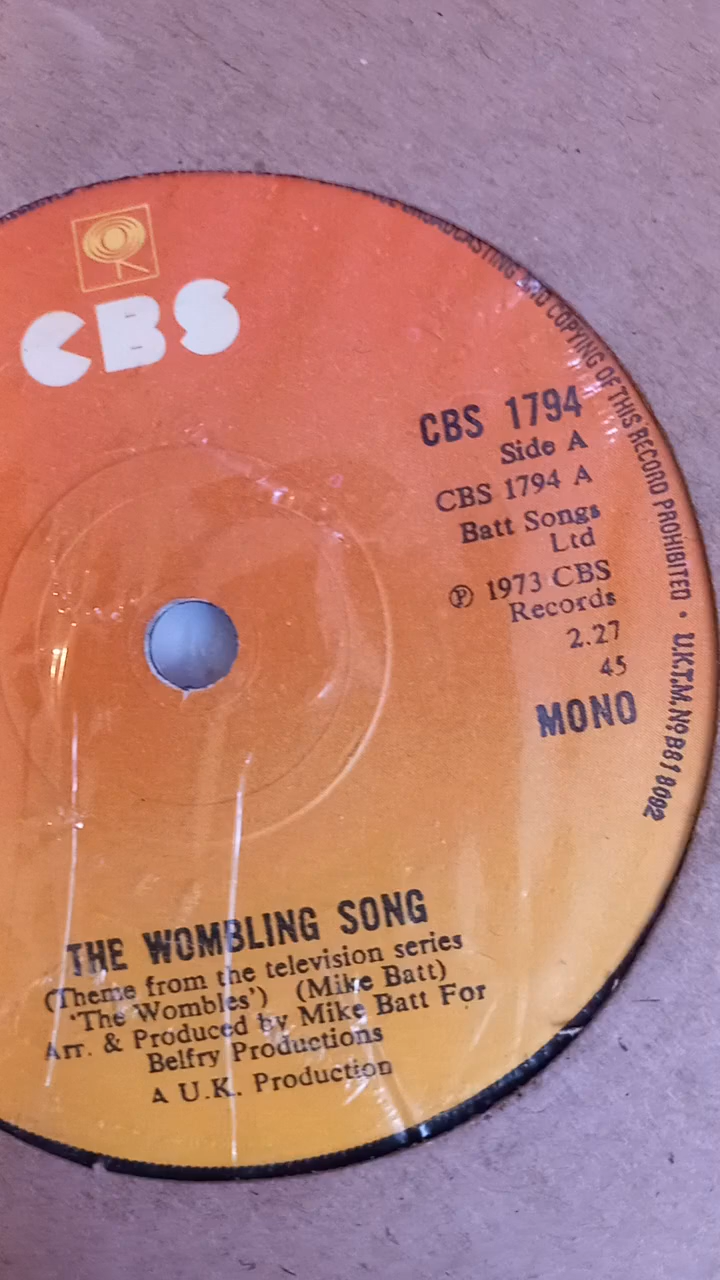 CBS
BROADCASTING AND COPYING OF THIS RECORD PROHIBITED • U.K.T.M. Nº B818092
CBS 1794
Side A
CBS 1794 A
Batt Songs
Ltd
℗ 1973 CBS
Records
2.27
45
MONO
THE WOMBLING SONG
(Theme from the television series
'The Wombles') (Mike Batt)
Arr. & Produced by Mike Batt For
Belfry Productions
A U.K. Production